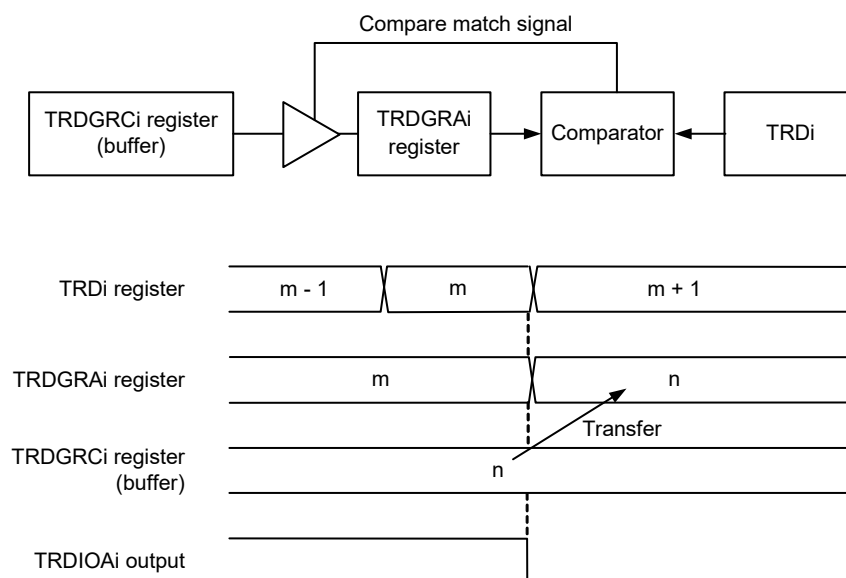 Compare match signal
TRDGRCi register
(buffer)
TRDGRAi
register
Comparator
TRDi
TRDi register
m - 1
m
m + 1
TRDGRAi register
m
n
Transfer
TRDGRCi register
(buffer)
n
TRDIOAi output